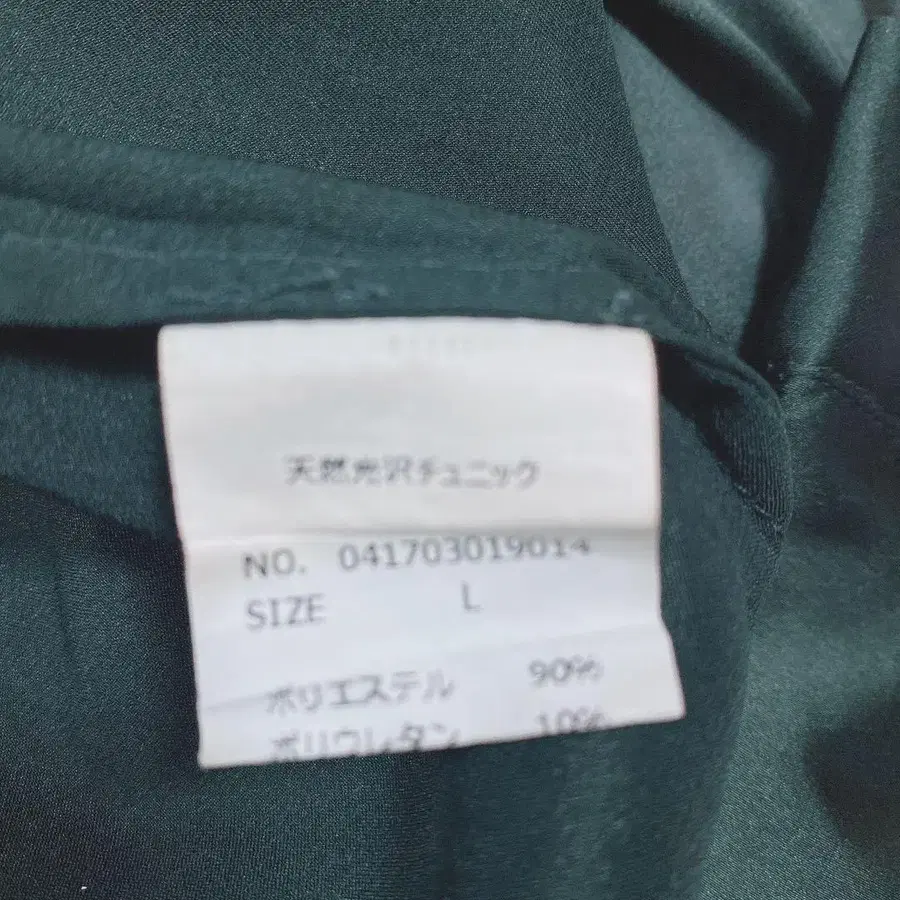 天然光沢チュニック
NO. 041703019014
SIZE L
ポリエステル 90%
ポリウレタン 10%